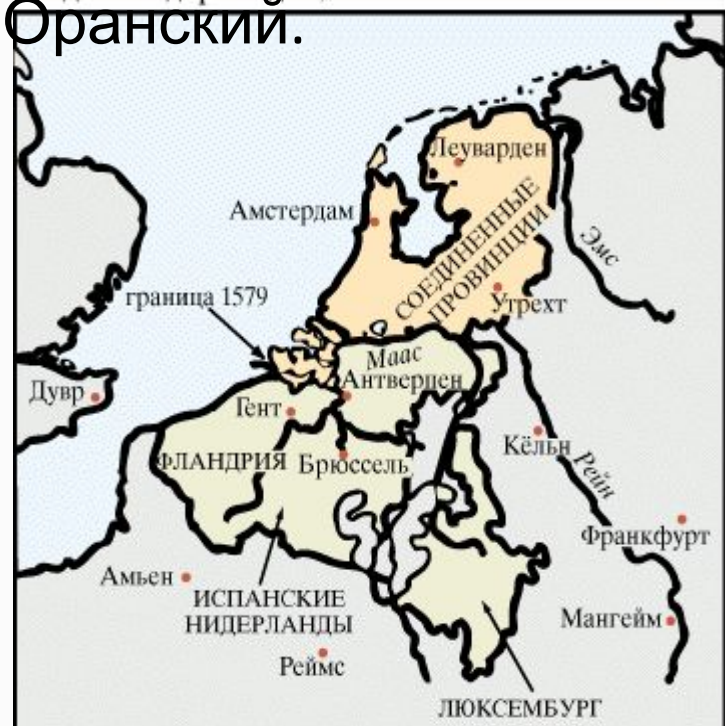 Оранский.
Леуварден
Амстердам
СОЕДИНЕННЫЕ
ПРОВИНЦИИ
Эмс
граница 1579
Утрехт
Маас
Дувр
Антверпен
Гент
Кёльн
ФЛАНДРИЯ
Брюссель
Рейн
Франкфурт
Амьен
ИСПАНСКИЕ
НИДЕРЛАНДЫ
Мангейм
Реймс
ЛЮКСЕМБУРГ